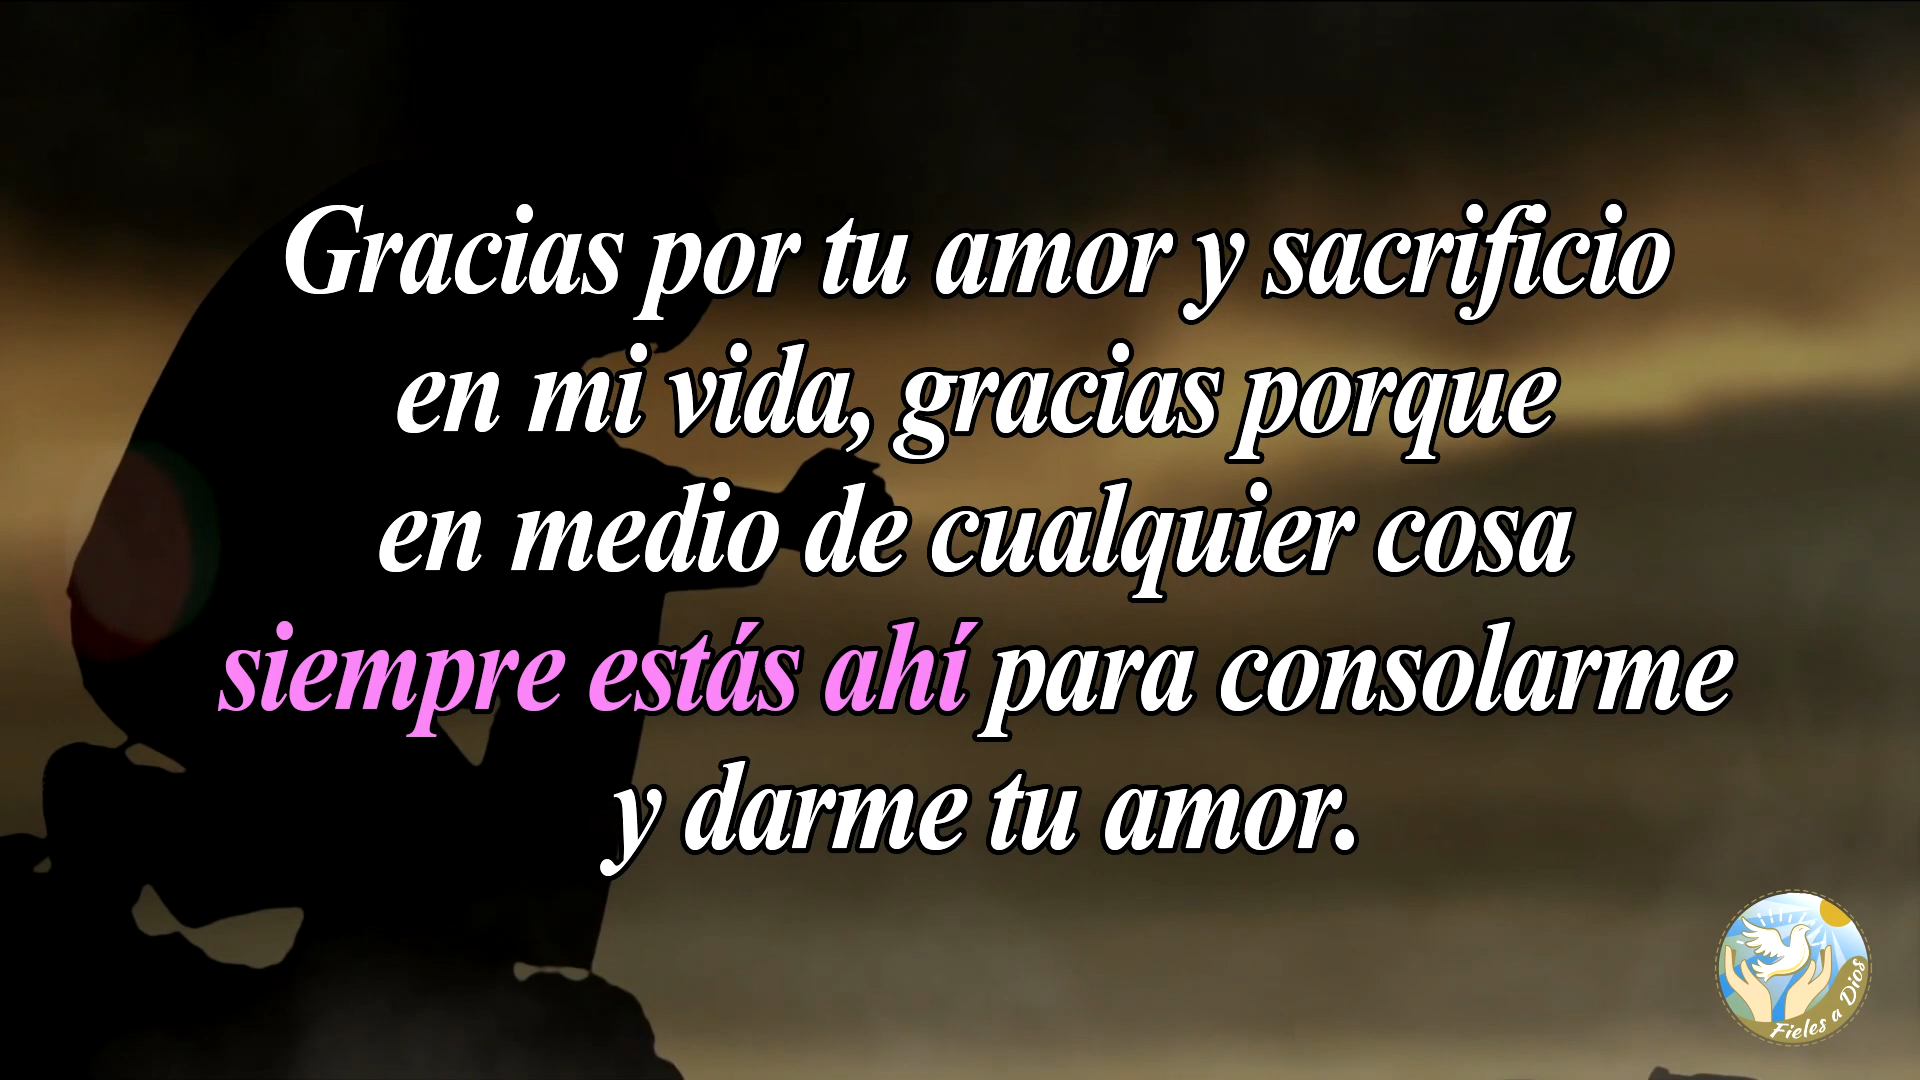 Gracias por tu amor y sacrificio
en mi vida, gracias porque
en medio de cualquier cosa
siempre estás ahí para consolarme
y darme tu amor.
Fieles a Dios